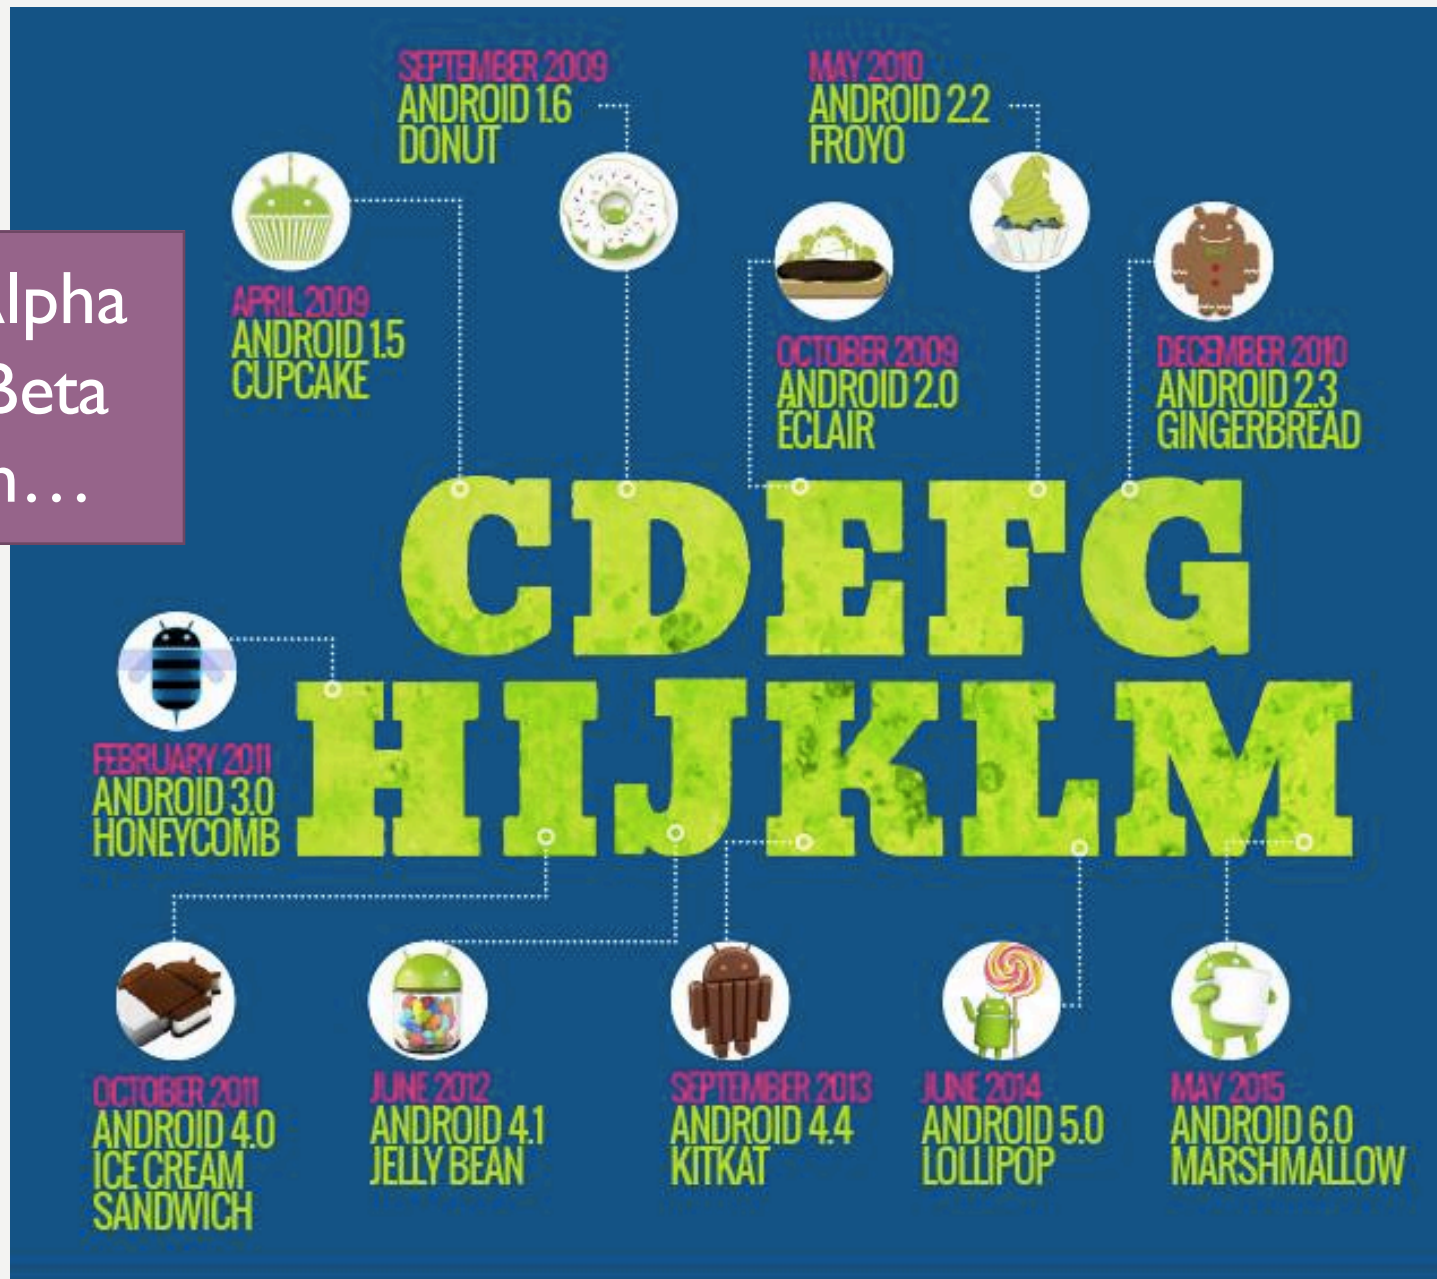 SEPTEMBER 2009
ANDROID 1.6
DONUT
MAY 2010
ANDROID 2.2
FROYO
APRIL 2009
ANDROID 1.5
CUPCAKE
OCTOBER 2009
ANDROID 2.0
ÉCLAIR
DECEMBER 2010
ANDROID 2.3
GINGERBREAD
Beta
CDEFG
HIJKLM
FEBRUARY 2011
ANDROID 3.0
HONEYCOMB
OCTOBER 2011
ANDROID 4.0
ICE CREAM
SANDWICH
JUNE 2012
ANDROID 4.1
JELLY BEAN
SEPTEMBER 2013
ANDROID 4.4
KITKAT
JUNE 2014
ANDROID 5.0
LOLLIPOP
MAY 2015
ANDROID 6.0
MARSHMALLOW